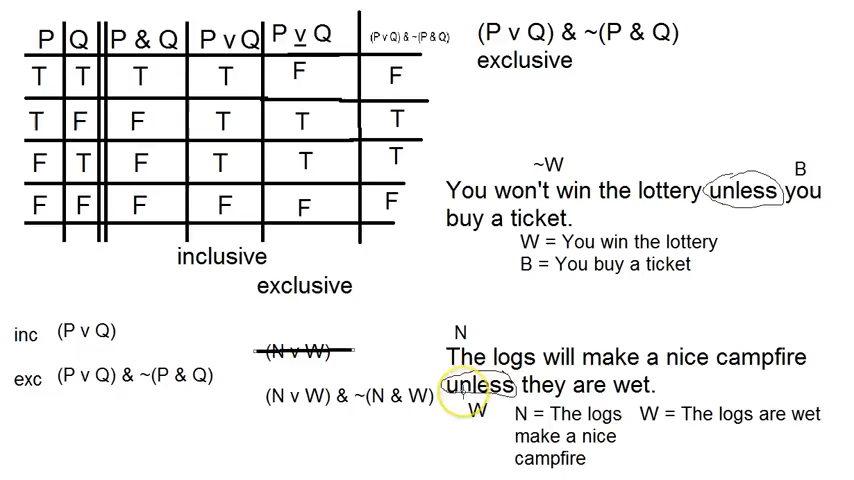 P Q P & Q P v Q P v Q (P v Q) & ~(P & Q)
T T T T F F
T F F T T T
F T F T T T
F F F F F F
inclusive
exclusive
(P v Q) & ~(P & Q)
exclusive
~W B
You won't win the lottery unless you
buy a ticket.
W = You win the lottery
B = You buy a ticket
inc (P v Q)
exc (P v Q) & ~(P & Q)
(N v W)
(N v W) & ~(N & W)
N
The logs will make a nice campfire
unless they are wet.
W
N = The logs
make a nice
campfire
W = The logs are wet